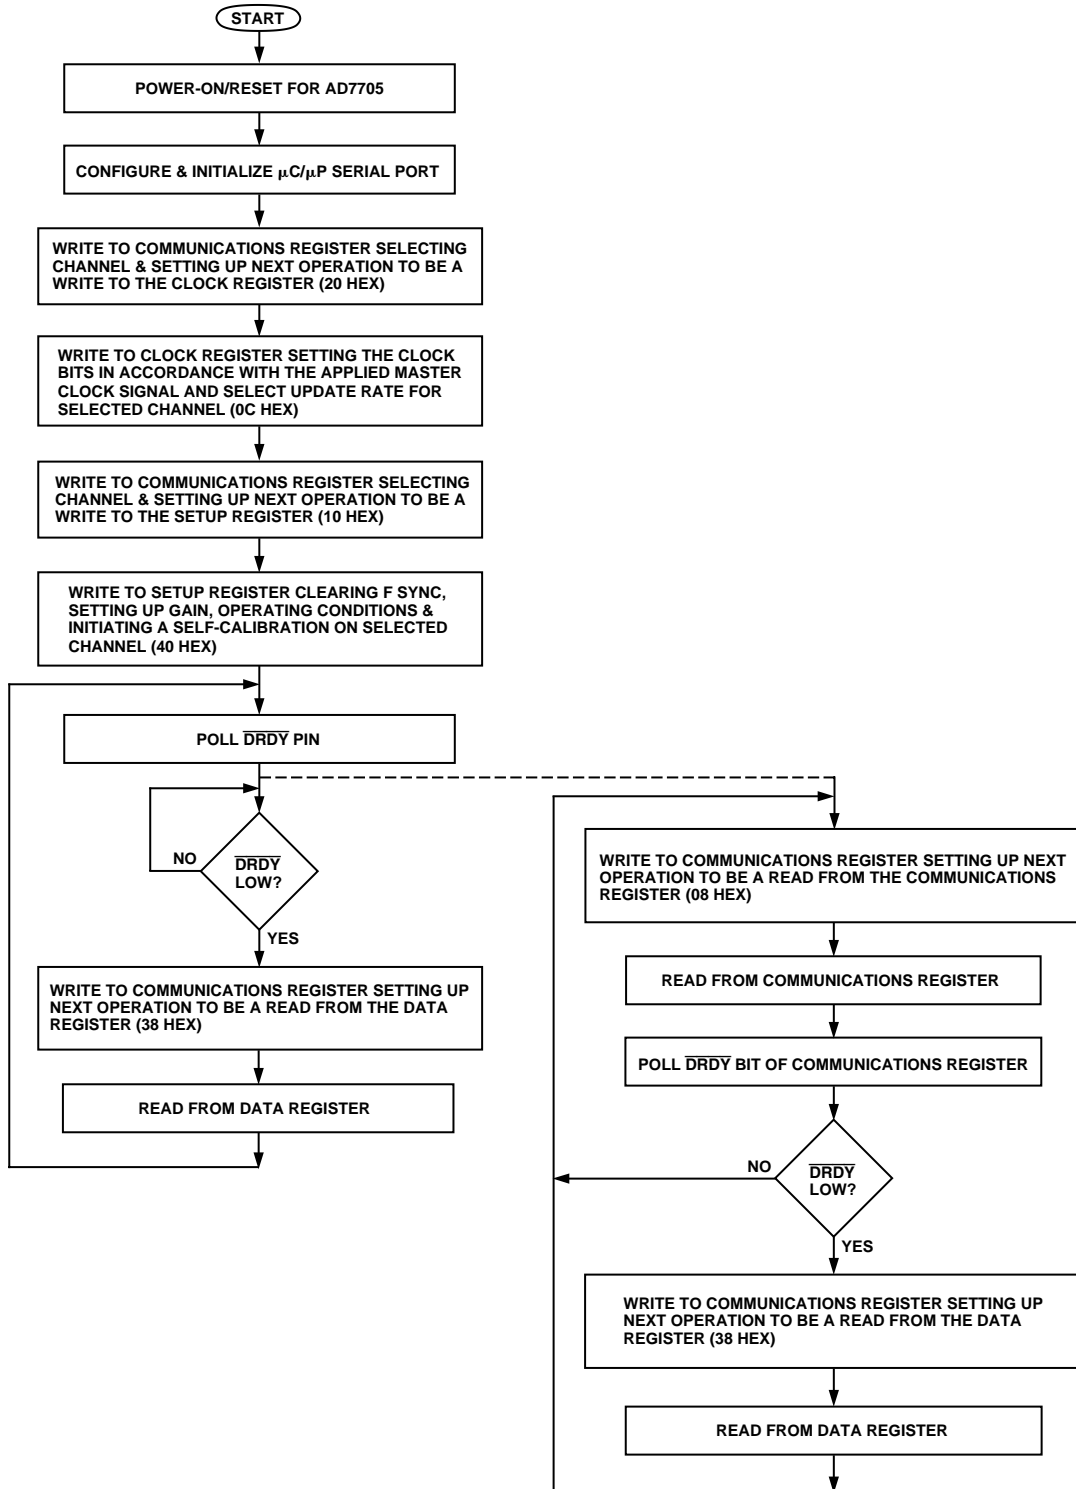 START
POWER-ON/RESET FOR AD7705
CONFIGURE & INITIALIZE μC/μP SERIAL PORT
WRITE TO COMMUNICATIONS REGISTER SELECTING
CHANNEL & SETTING UP NEXT OPERATION TO BE A
WRITE TO THE CLOCK REGISTER (20 HEX)
WRITE TO CLOCK REGISTER SETTING THE CLOCK
BITS IN ACCORDANCE WITH THE APPLIED MASTER
CLOCK SIGNAL AND SELECT UPDATE RATE FOR
SELECTED CHANNEL (0C HEX)
WRITE TO COMMUNICATIONS REGISTER SELECTING
CHANNEL & SETTING UP NEXT OPERATION TO BE A
WRITE TO THE SETUP REGISTER (10 HEX)
WRITE TO SETUP REGISTER CLEARING F SYNC,
SETTING UP GAIN, OPERATING CONDITIONS &
INITIATING A SELF-CALIBRATION ON SELECTED
CHANNEL (40 HEX)
POLL DRDY PIN
NO
DRDY
LOW?
YES
WRITE TO COMMUNICATIONS REGISTER SETTING UP
NEXT OPERATION TO BE A READ FROM THE DATA
REGISTER (38 HEX)
READ FROM DATA REGISTER
WRITE TO COMMUNICATIONS REGISTER SETTING UP NEXT
OPERATION TO BE A READ FROM THE COMMUNICATIONS
REGISTER (08 HEX)
READ FROM COMMUNICATIONS REGISTER
POLL DRDY BIT OF COMMUNICATIONS REGISTER
NO
DRDY
LOW?
YES
WRITE TO COMMUNICATIONS REGISTER SETTING UP
NEXT OPERATION TO BE A READ FROM THE DATA
REGISTER (38 HEX)
READ FROM DATA REGISTER